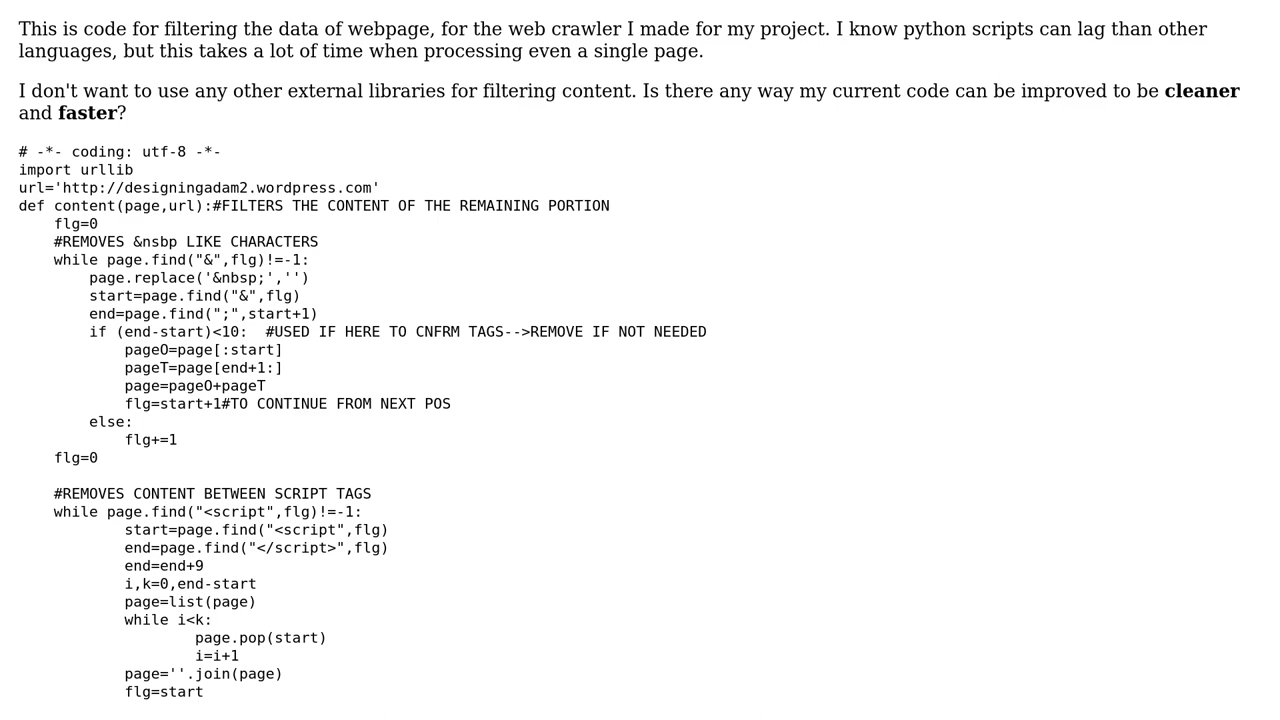 This is code for filtering the data of webpage, for the web crawler I made for my project. I know python scripts can lag than other
languages, but this takes a lot of time when processing even a single page.
I don't want to use any other external libraries for filtering content. Is there any way my current code can be improved to be cleaner
and faster?
# -*- coding: utf-8 -*-
import urllib
url='http://designingadam2.wordpress.com'
def content(page,url):#FILTERS THE CONTENT OF THE REMAINING PORTION
    flg=0
    #REMOVES &nsbp LIKE CHARACTERS
    while page.find("&",flg)!=-1:
        page.replace('&nbsp;','')
        start=page.find("&",flg)
        end=page.find(";",start+1)
        if (end-start)<10:  #USED IF HERE TO CNFRM TAGS-->REMOVE IF NOT NEEDED
            pageO=page[:start]
            pageT=page[end+1:]
            page=pageO+pageT
            flg=start+1#TO CONTINUE FROM NEXT POS
        else:
            flg+=1
    flg=0
    #REMOVES CONTENT BETWEEN SCRIPT TAGS
    while page.find("<script",flg)!=-1:
            start=page.find("<script",flg)
            end=page.find("</script>",flg)
            end=end+9
            i,k=0,end-start
            page=list(page)
            while i<k:
                    page.pop(start)
                    i=i+1
            page=''.join(page)
            flg=start